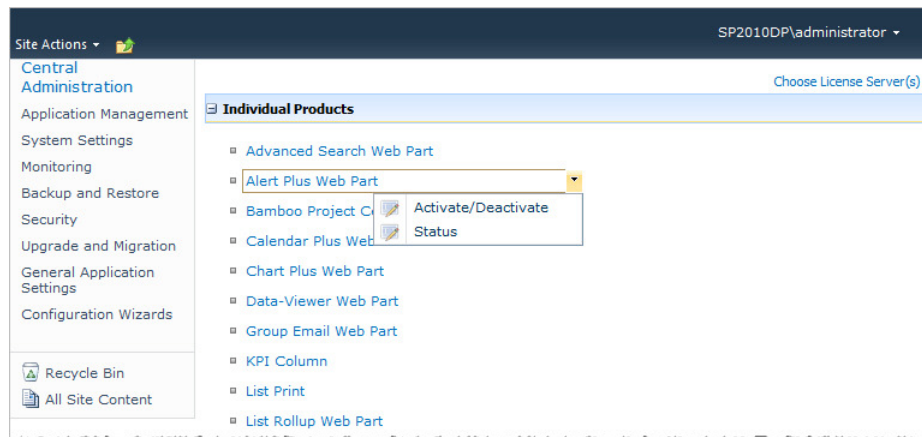 SP2010DP\administrator
Site Actions
Central
Administration
Application Management
System Settings
Monitoring
Backup and Restore
Security
Upgrade and Migration
General Application
Settings
Configuration Wizards
Recycle Bin
All Site Content
Choose License Server(s)
Individual Products
Advanced Search Web Part
Alert Plus Web Part
Activate/Deactivate
Status
Bamboo Project C
Calendar Plus Web
Chart Plus Web Part
Data-Viewer Web Part
Group Email Web Part
KPI Column
List Print
List Rollup Web Part